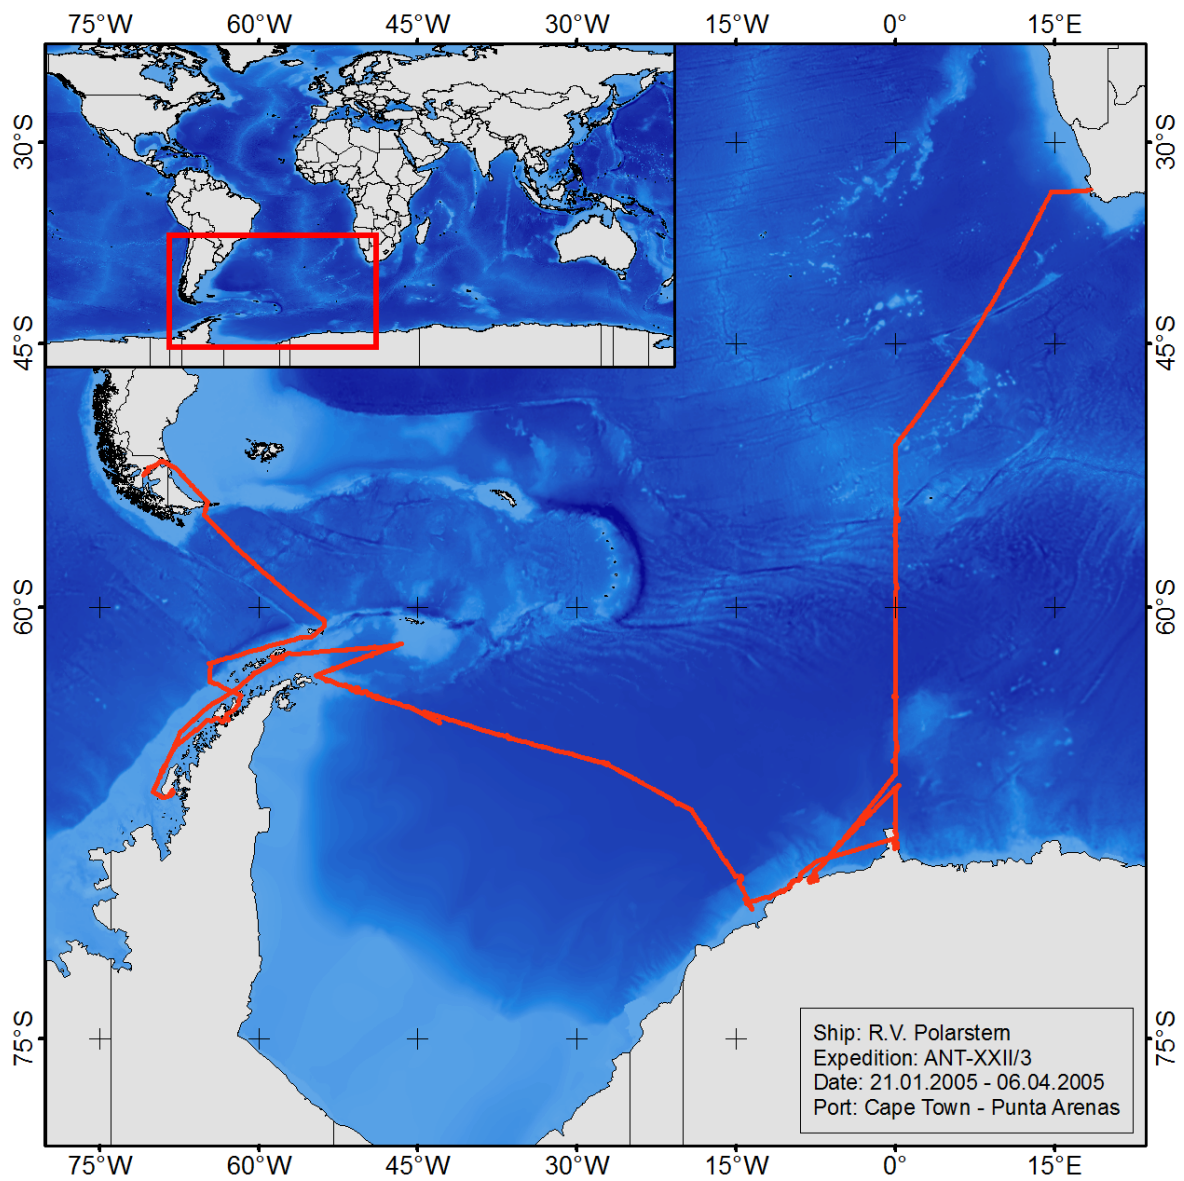 75°W 60°W 45°W 30°W 15°W 0° 15°E
30°S 30°S
45°S 45°S
60°S 60°S
75°S 75°S
Ship: R.V. Polarstern
Expedition: ANT-XXII/3
Date: 21.01.2005 - 06.04.2005
Port: Cape Town - Punta Arenas
75°W 60°W 45°W 30°W 15°W 0° 15°E